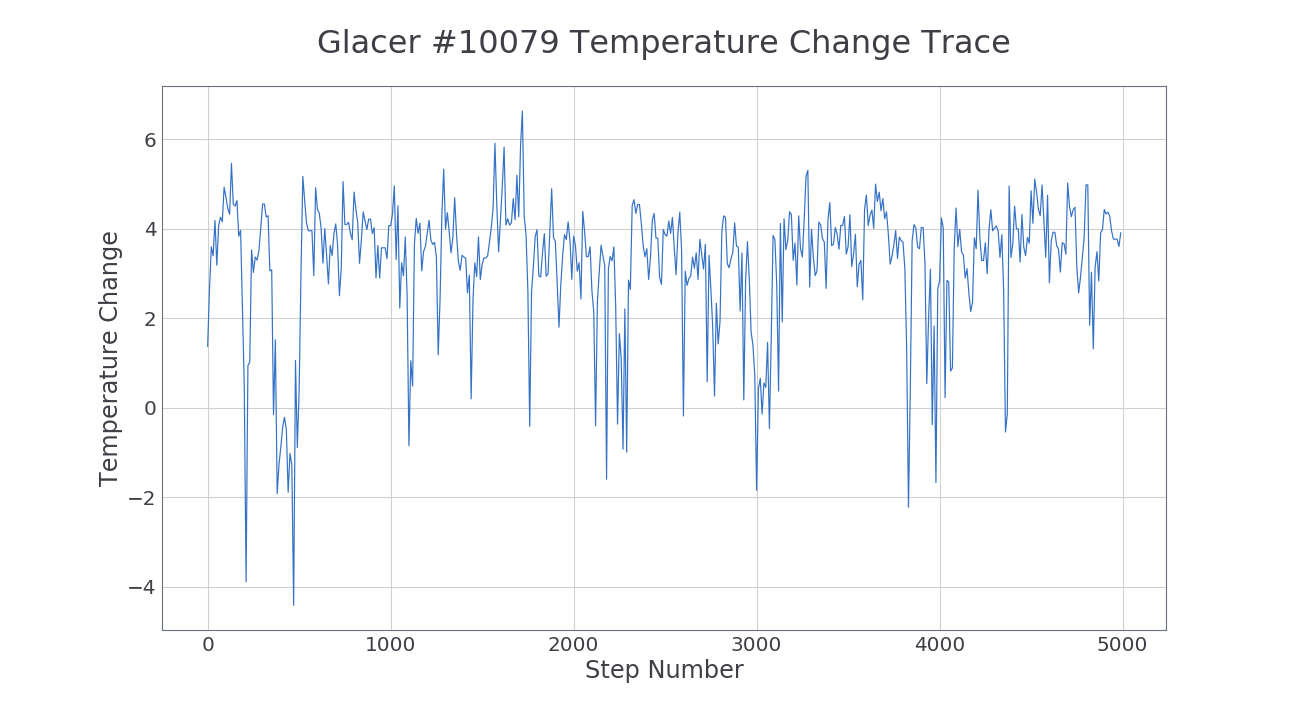 Glacer #10079 Temperature Change Trace
Temperature Change
6
4
2
0
−2
−4
0 1000 2000 3000 4000 5000
Step Number